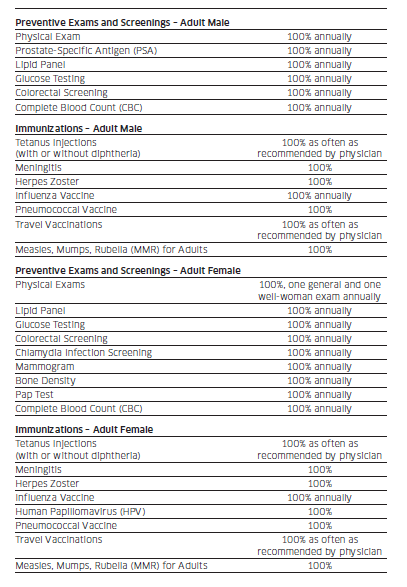 Preventive Exams and Screenings – Adult Male
Physical Exam 100% annually
Prostate-Specific Antigen (PSA) 100% annually
Lipid Panel 100% annually
Glucose Testing 100% annually
Colorectal Screening 100% annually
Complete Blood Count (CBC) 100% annually
Immunizations – Adult Male
Tetanus Injections 100% as often as
(with or without diphtheria) recommended by physician
Meningitis 100%
Herpes Zoster 100%
Influenza Vaccine 100% annually
Pneumococcal Vaccine 100%
Travel Vaccinations 100% as often as
recommended by physician
Measles, Mumps, Rubella (MMR) for Adults 100%
Preventive Exams and Screenings – Adult Female
Physical Exams 100%, one general and one
well-woman exam annually
Lipid Panel 100% annually
Glucose Testing 100% annually
Colorectal Screening 100% annually
Chlamydia Infection Screening 100% annually
Mammogram 100% annually
Bone Density 100% annually
Pap Test 100% annually
Complete Blood Count (CBC) 100% annually
Immunizations – Adult Female
Tetanus Injections 100% as often as
(with or without diphtheria) recommended by physician
Meningitis 100%
Herpes Zoster 100%
Influenza Vaccine 100% annually
Human Papillomavirus (HPV) 100%
Pneumococcal Vaccine 100%
Travel Vaccinations 100% as often as
recommended by physician
Measles, Mumps, Rubella (MMR) for Adults 100%